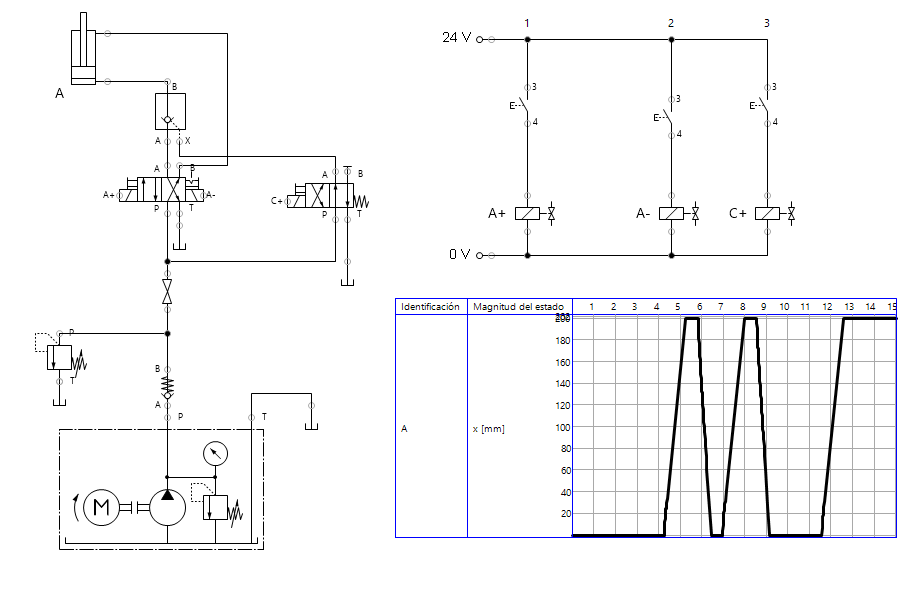 1 2 3
24 V
3
E
4
3
E
4
3
E
4
A+ A- C+
0 V
A
B
A X
A B
A+ A-
P T
A B
C+
P T
P
T
B
A
P T
M
Identificación Magnitud del estado 1 2 3 4 5 6 7 8 9 10 11 12 13 14 15
200
180
160
140
120
A x [mm] 100
80
60
40
20